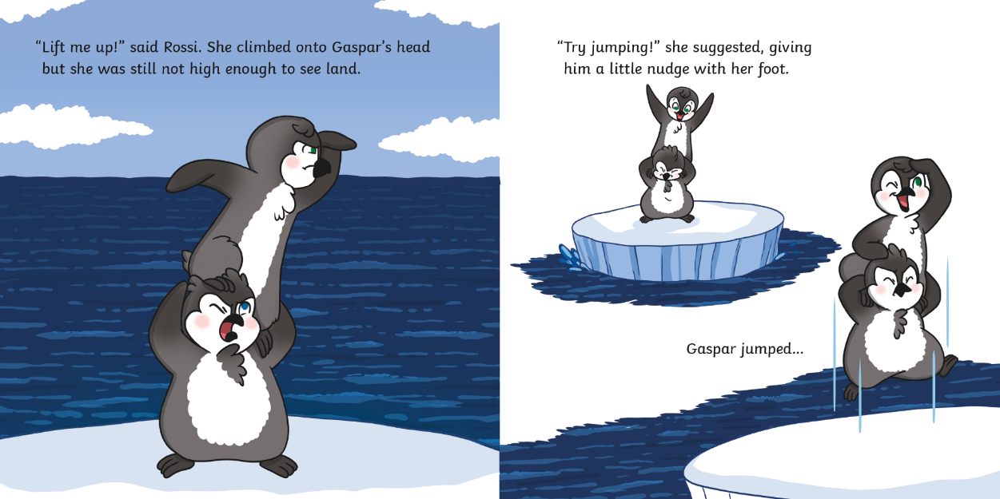 “Lift me up!” said Rossi. She climbed onto Gaspar’s head
but she was still not high enough to see land.
“Try jumping!” she suggested, giving
him a little nudge with her foot.
Gaspar jumped...